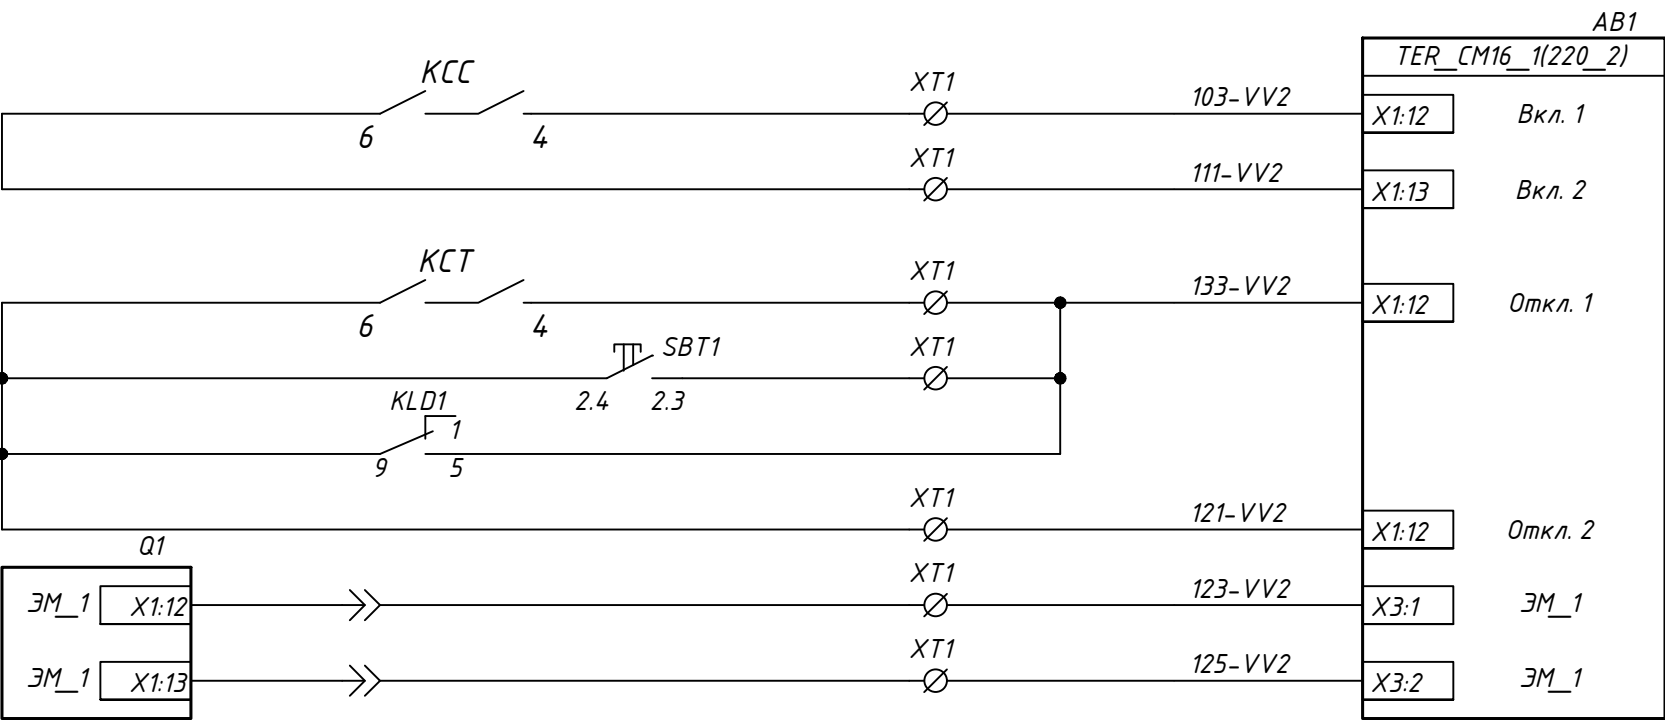 AB1
TER_CM16_1(220_2)
KCC
XT1
103-VV2
X1:12
Вкл. 1
6
4
XT1
111-VV2
X1:13
Вкл. 2
KCT
XT1
133-VV2
X1:12
Откл. 1
6
4
SBT1
XT1
2.4
2.3
KLD1
1
9
5
XT1
121-VV2
X1:12
Откл. 2
Q1
ЭМ_1
X1:12
XT1
123-VV2
X3:1
ЭМ_1
ЭМ_1
X1:13
XT1
125-VV2
X3:2
ЭМ_1